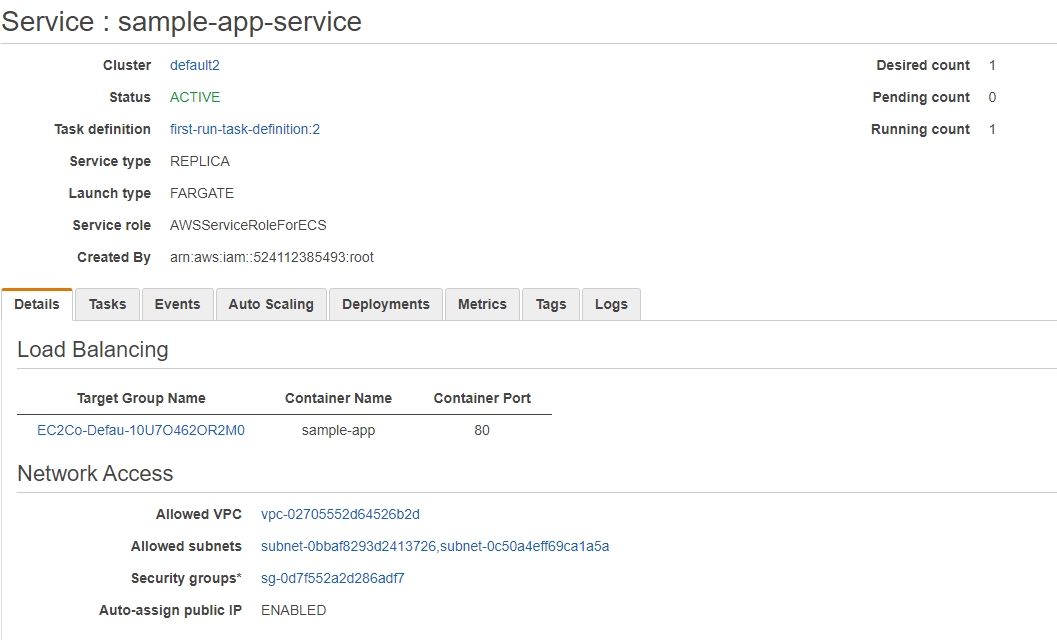 Service : sample-app-service
Cluster default2 Desired count 1
Status ACTIVE Pending count 0
Task definition first-run-task-definition:2 Running count 1
Service type REPLICA
Launch type FARGATE
Service role AWSServiceRoleForECS
Created By arn:aws:iam::524112385493:root
Details Tasks Events Auto Scaling Deployments Metrics Tags Logs
Load Balancing
Target Group Name Container Name Container Port
EC2Co-Defau-10U7O462OR2M0 sample-app 80
Network Access
Allowed VPC vpc-02705552d64526b2d
Allowed subnets subnet-0bbaf8293d2413726,subnet-0c50a4eff69ca1a5a
Security groups* sg-0d7f552a2d286adf7
Auto-assign public IP ENABLED